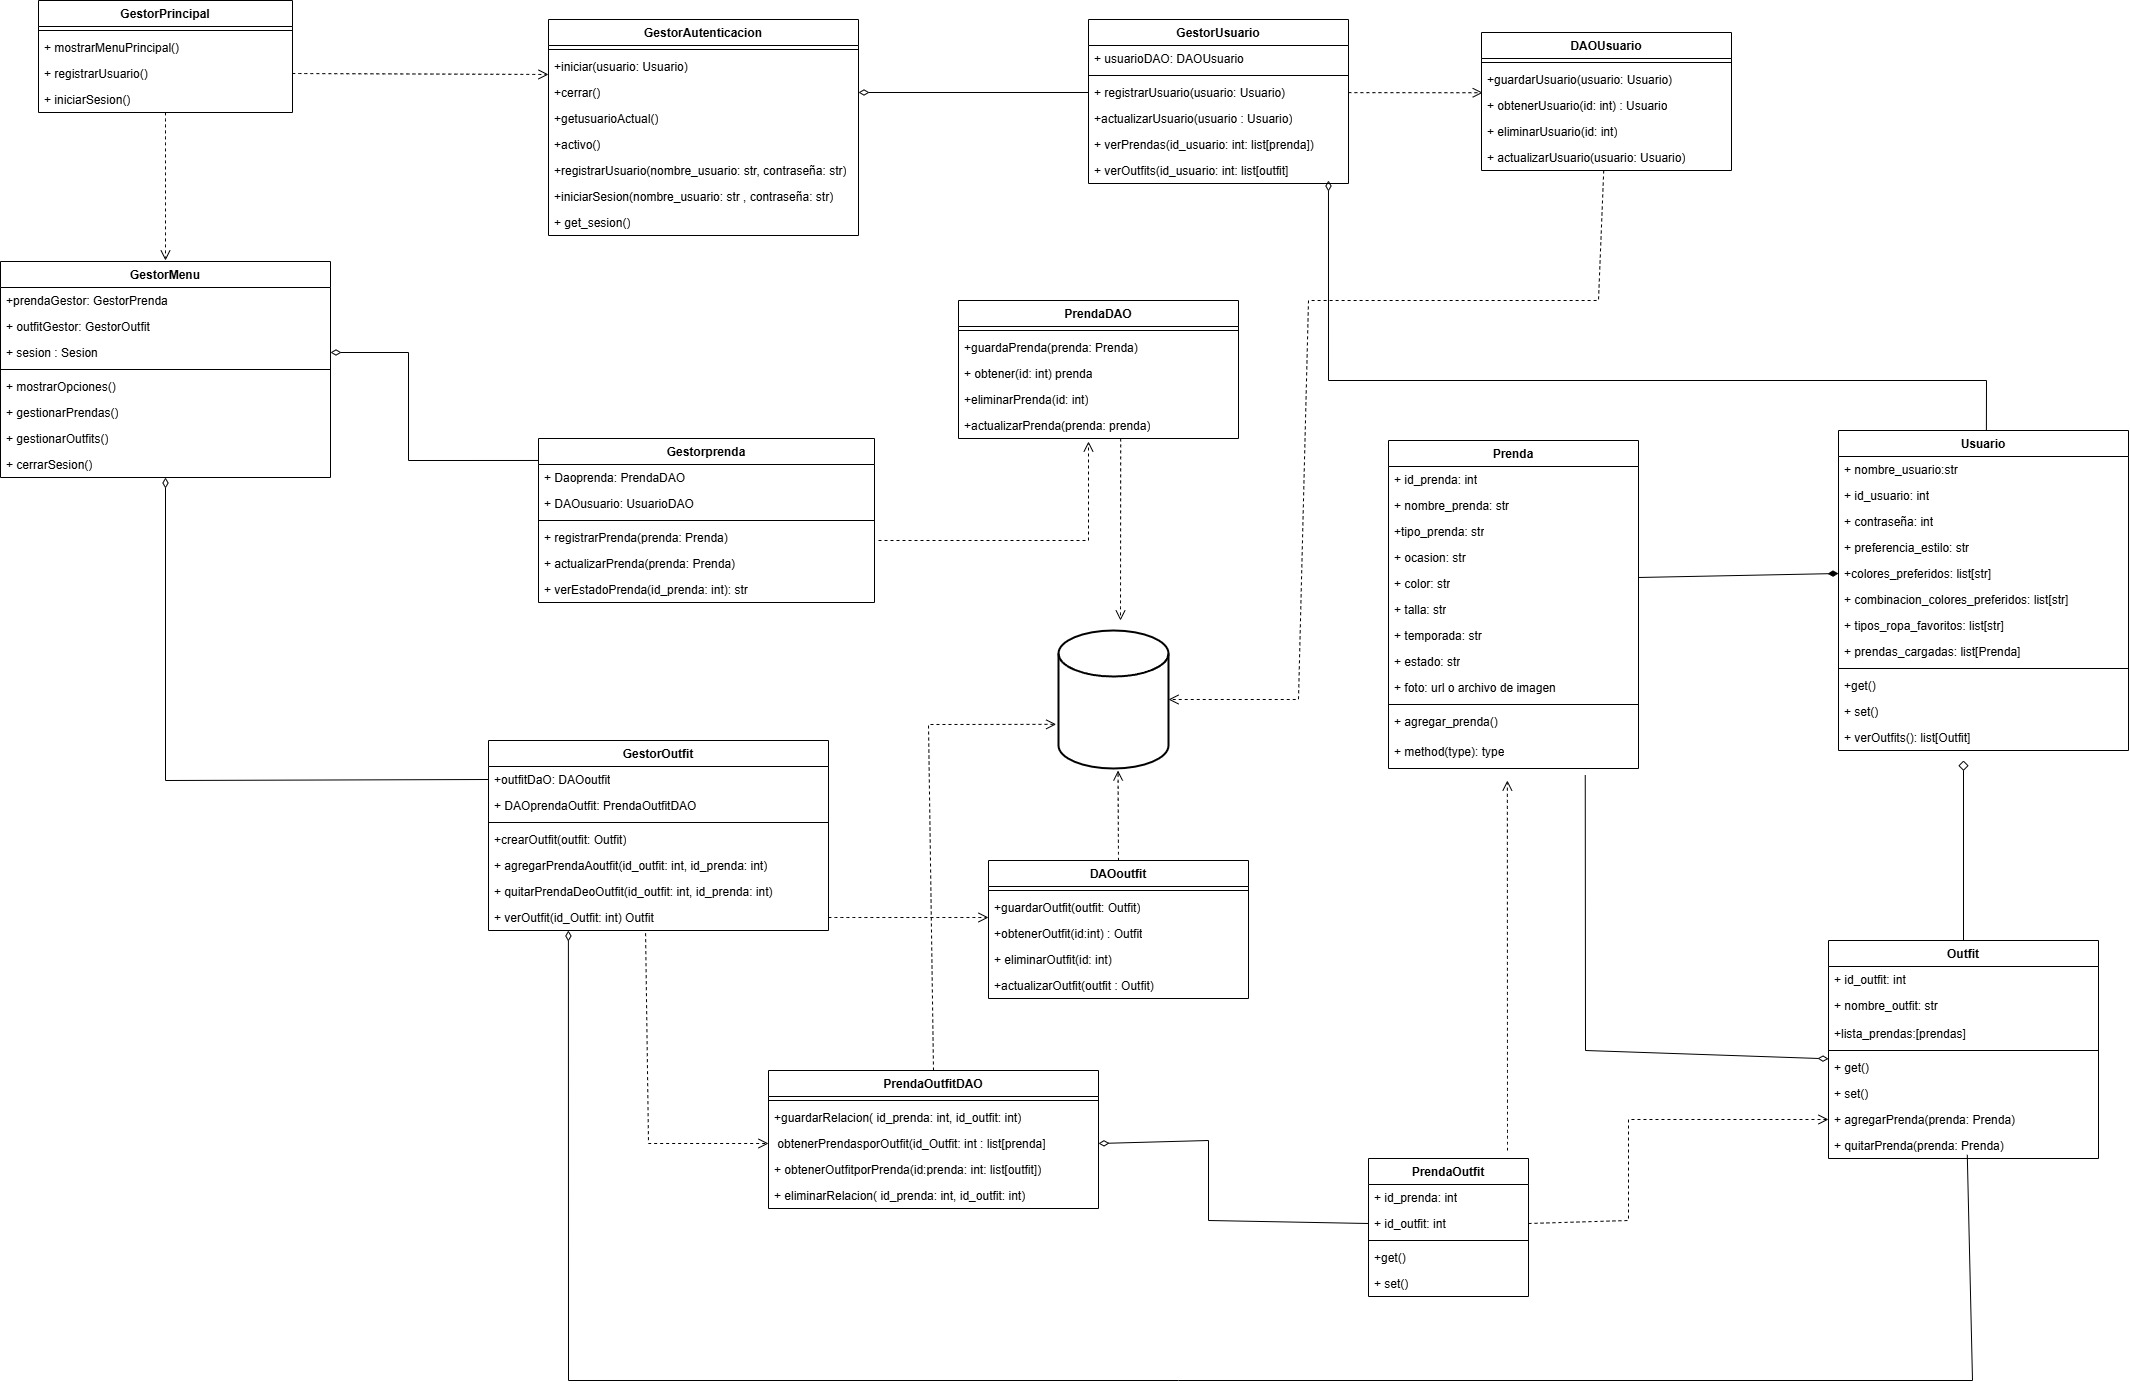 GestorPrincipal
+ mostrarMenuPrincipal()
+ registrarUsuario()
+ iniciarSesion()
GestorAutenticacion
+iniciar(usuario: Usuario)
+cerrar()
+getusuarioActual()
+activo()
+registrarUsuario(nombre_usuario: str, contraseña: str)
+iniciarSesion(nombre_usuario: str , contraseña: str)
+ get_sesion()
GestorUsuario
+ usuarioDAO: DAOUsuario
+ registrarUsuario(usuario: Usuario)
+actualizarUsuario(usuario : Usuario)
+ verPrendas(id_usuario: int: list[prenda])
+ verOutfits(id_usuario: int: list[outfit]
DAOUsuario
+guardarUsuario(usuario: Usuario)
+ obtenerUsuario(id: int) : Usuario
+ eliminarUsuario(id: int)
+ actualizarUsuario(usuario: Usuario)
GestorMenu
+prendaGestor: GestorPrenda
+ outfitGestor: GestorOutfit
+ sesion : Sesion
+ mostrarOpciones()
+ gestionarPrendas()
+ gestionarOutfits()
+ cerrarSesion()
PrendaDAO
+guardaPrenda(prenda: Prenda)
+ obtener(id: int) prenda
+eliminarPrenda(id: int)
+actualizarPrenda(prenda: prenda)
Gestorprenda
+ Daoprenda: PrendaDAO
+ DAOusuario: UsuarioDAO
+ registrarPrenda(prenda: Prenda)
+ actualizarPrenda(prenda: Prenda)
+ verEstadoPrenda(id_prenda: int): str
Prenda
+ id_prenda: int
+ nombre_prenda: str
+tipo_prenda: str
+ ocasion: str
+ color: str
+ talla: str
+ temporada: str
+ estado: str
+ foto: url o archivo de imagen
+ agregar_prenda()
+ method(type): type
Usuario
+ nombre_usuario:str
+ id_usuario: int
+ contraseña: int
+ preferencia_estilo: str
+colores_preferidos: list[str]
+ combinacion_colores_preferidos: list[str]
+ tipos_ropa_favoritos: list[str]
+ prendas_cargadas: list[Prenda]
+get()
+ set()
+ verOutfits(): list[Outfit]
GestorOutfit
+outfitDaO: DAOoutfit
+ DAOprendaOutfit: PrendaOutfitDAO
+crearOutfit(outfit: Outfit)
+ agregarPrendaAoutfit(id_outfit: int, id_prenda: int)
+ quitarPrendaDeoOutfit(id_outfit: int, id_prenda: int)
+ verOutfit(id_Outfit: int) Outfit
DAOoutfit
+guardarOutfit(outfit: Outfit)
+obtenerOutfit(id:int) : Outfit
+ eliminarOutfit(id: int)
+actualizarOutfit(outfit : Outfit)
Outfit
+ id_outfit: int
+ nombre_outfit: str
+lista_prendas:[prendas]
+ get()
+ set()
+ agregarPrenda(prenda: Prenda)
+ quitarPrenda(prenda: Prenda)
PrendaOutfitDAO
+guardarRelacion( id_prenda: int, id_outfit: int)
obtenerPrendasporOutfit(id_Outfit: int : list[prenda]
+ obtenerOutfitporPrenda(id:prenda: int: list[outfit])
+ eliminarRelacion( id_prenda: int, id_outfit: int)
PrendaOutfit
+ id_prenda: int
+ id_outfit: int
+get()
+ set()